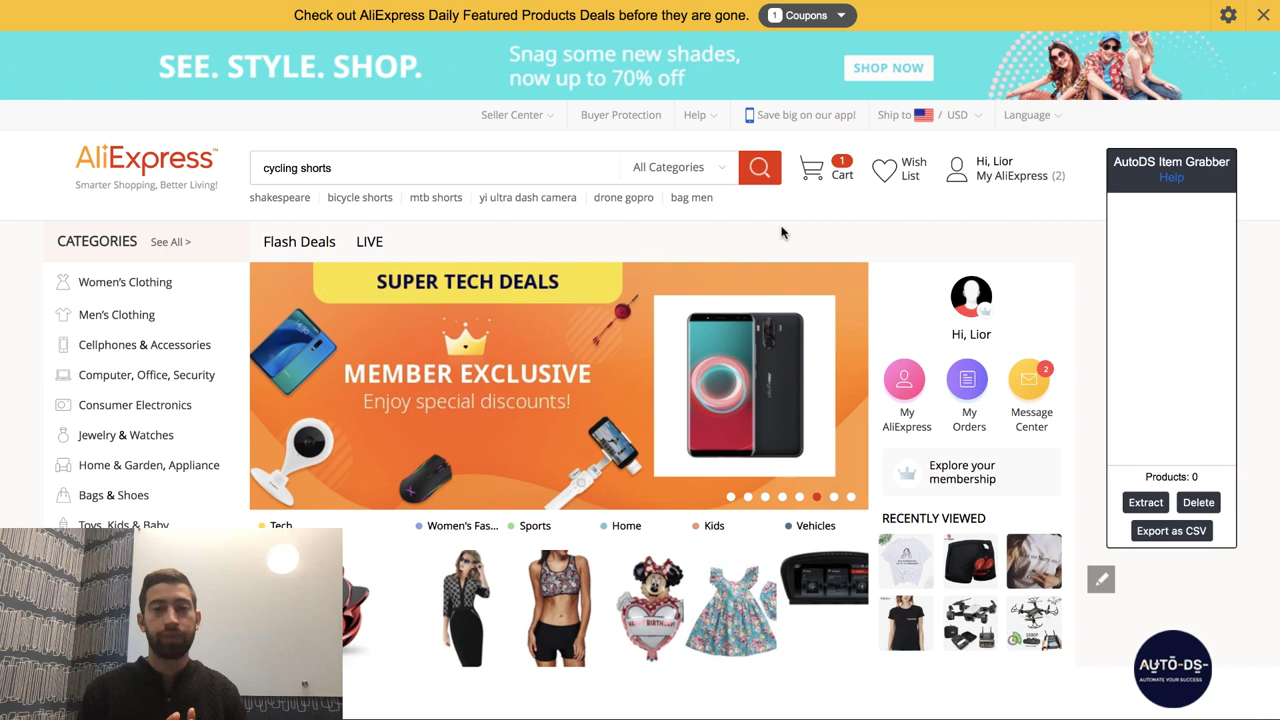 Check out AliExpress Daily Featured Products Deals before they are gone.
1 Coupons
SEE. STYLE. SHOP.
Snag some new shades,
now up to 70% off
SHOP NOW
Seller Center
Buyer Protection
Help
Save big on our app!
Ship to / USD
Language
AliExpress™
Smarter Shopping, Better Living!
cycling shorts
All Categories
1
Cart
Wish
List
Hi, Lior
My AliExpress (2)
shakespeare
bicycle shorts
mtb shorts
yi ultra dash camera
drone gopro
bag men
AutoDS Item Grabber
Help
CATEGORIES
See All >
Flash Deals
LIVE
Women's Clothing
Men's Clothing
Cellphones & Accessories
Computer, Office, Security
Consumer Electronics
Jewelry & Watches
Home & Garden, Appliance
Bags & Shoes
Toys, Kids & Baby
SUPER TECH DEALS
MEMBER EXCLUSIVE
Enjoy special discounts!
Hi, Lior
2
My
AliExpress
My
Orders
Message
Center
Explore your
membership
RECENTLY VIEWED
Products: 0
Extract
Delete
Export as CSV
Tech
Women's Fas...
Sports
Home
Kids
Vehicles
AUTO-DS-
AUTOMATE YOUR SUCCESS